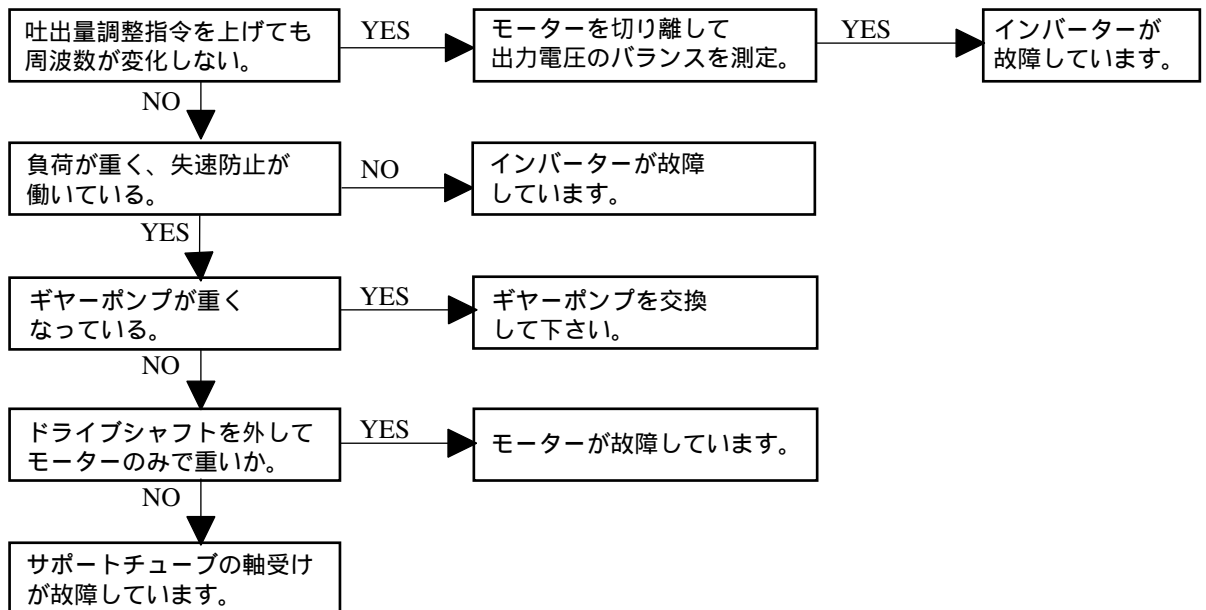 吐出量調整指令を上げても
周波数が変化しない。
YES
モーターを切り離して
出力電圧のバランスを測定。
YES
インバーターが
故障しています。
NO
負荷が重く、失速防止が
働いている。
NO
インバーターが故障
しています。
YES
ギヤーポンプが重く
なっている。
YES
ギヤーポンプを交換
して下さい。
NO
ドライブシャフトを外して
モーターのみで重いか。
YES
モーターが故障しています。
NO
サポートチューブの軸受け
が故障しています。